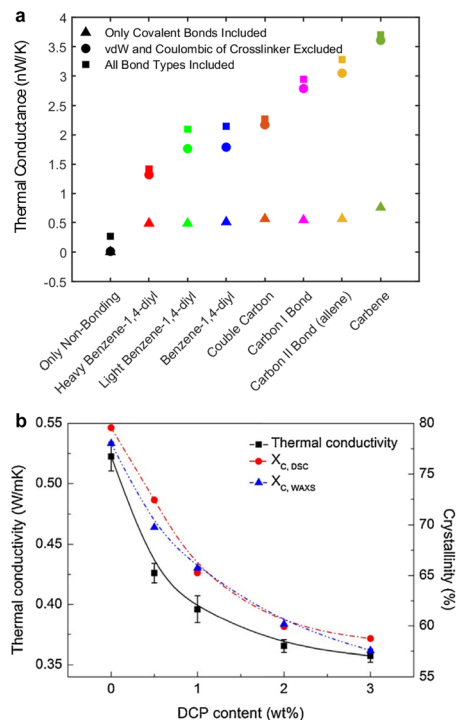 a
Only Covalent Bonds Included
vdW and Coulombic of Crosslinker Excluded
All Bond Types Included
Thermal Conductance (nW/K)
4
3.5
3
2.5
2
1.5
1
0.5
0
-0.5
Only Non-Bonding
Heavy Benzene-1,4-diyl
Light Benzene-1,4-diyl
Benzene-1,4-diyl
Couble Carbon
Carbon I Bond
Carbon II Bond (allene)
Carbene
b
Thermal conductivity
X C, DSC
X C, WAXS
Thermal conductivity (W/mK)
0.55
0.50
0.45
0.40
0.35
Crystallinity (%)
80
75
70
65
60
55
0 1 2 3
DCP content (wt%)